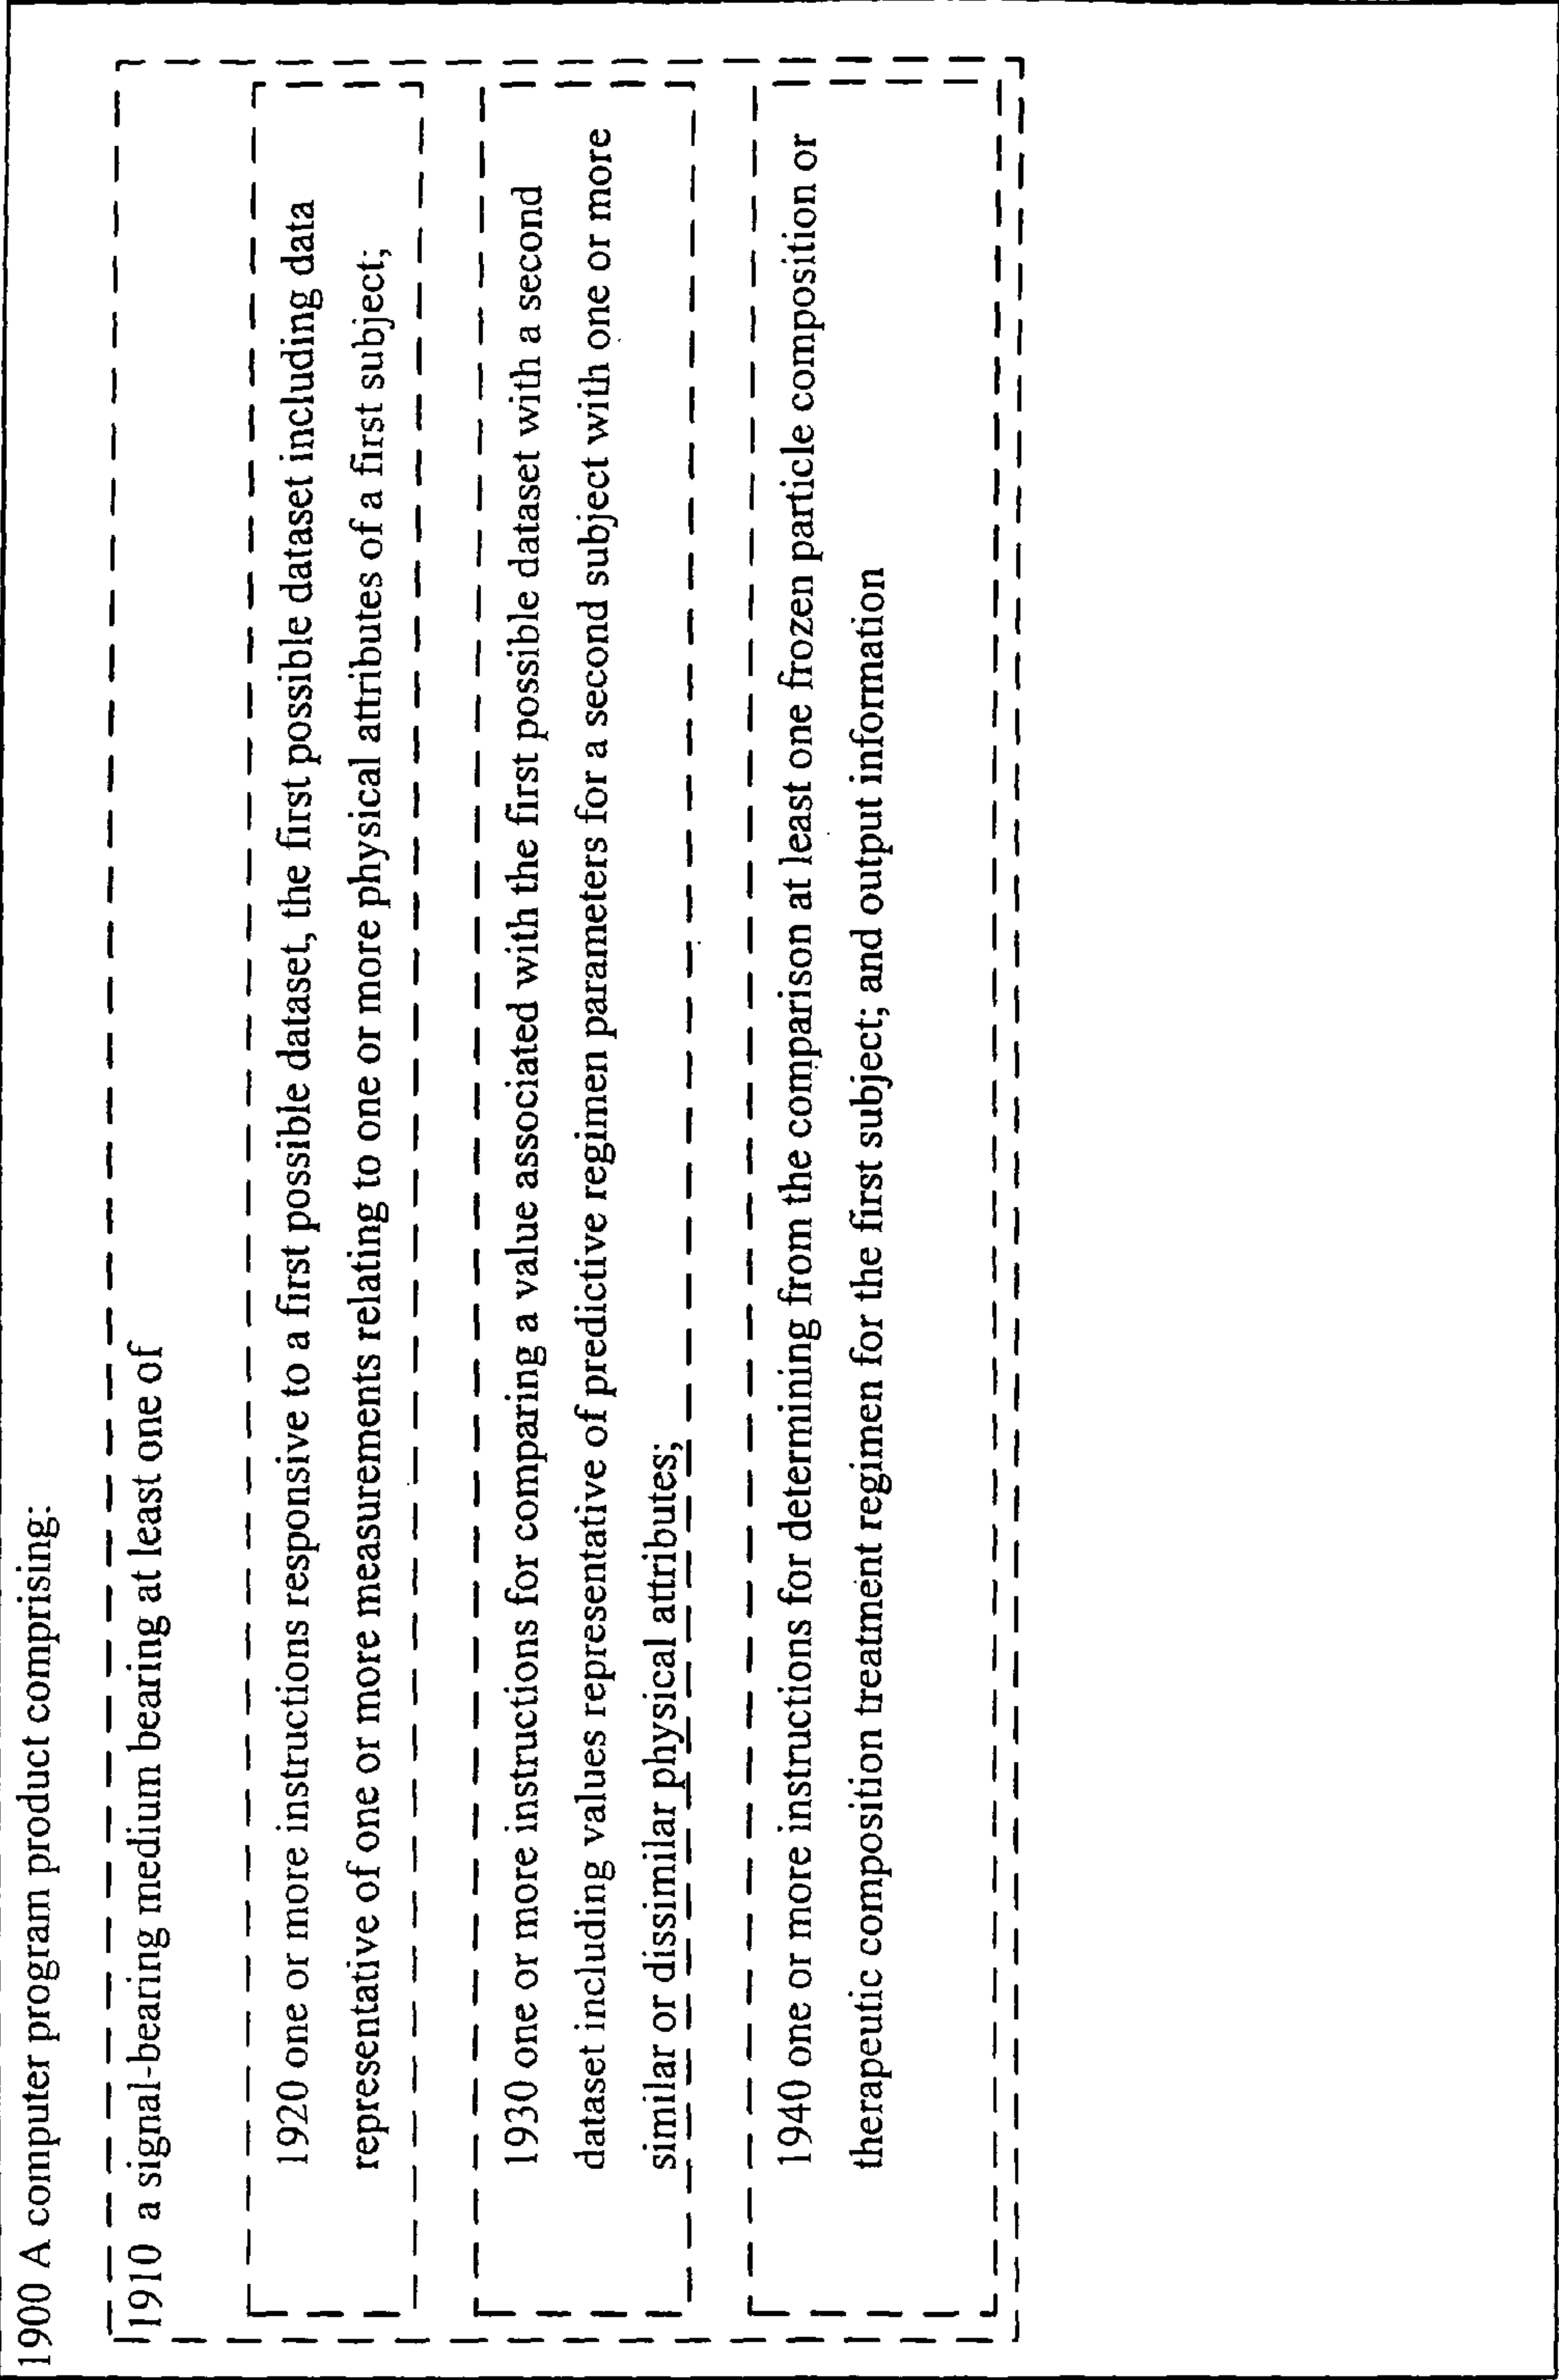 1900 A computer program product comprising:
1910 a signal-bearing medium bearing at least one of
1920 one or more instructions responsive to a first possible dataset, the first possible dataset including data
representative of one or more measurements relating to one or more physical attributes of a first subject;
1930 one or more instructions for comparing a value associated with the first possible dataset with a second
dataset including values representative of predictive regimen parameters for a second subject with one or more
similar or dissimilar physical attributes;
1940 one or more instructions for determining from the comparison at least one frozen particle composition or
therapeutic composition treatment regimen for the first subject; and output information